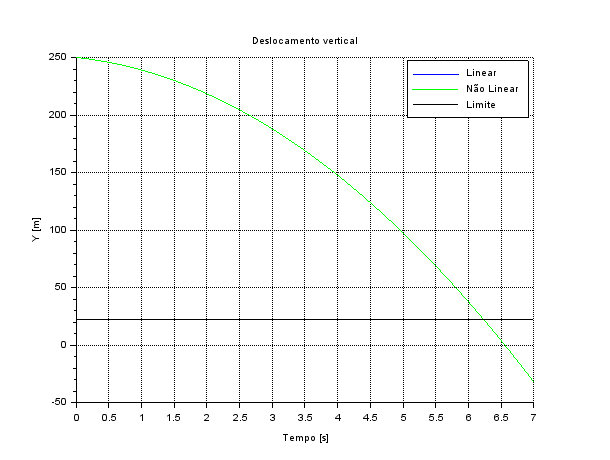 Deslocamento vertical
250
200
150
100
50
0
-50
Y [m]
Linear
Não Linear
Limite
0 0.5 1 1.5 2 2.5 3 3.5 4 4.5 5 5.5 6 6.5 7
Tempo [s]